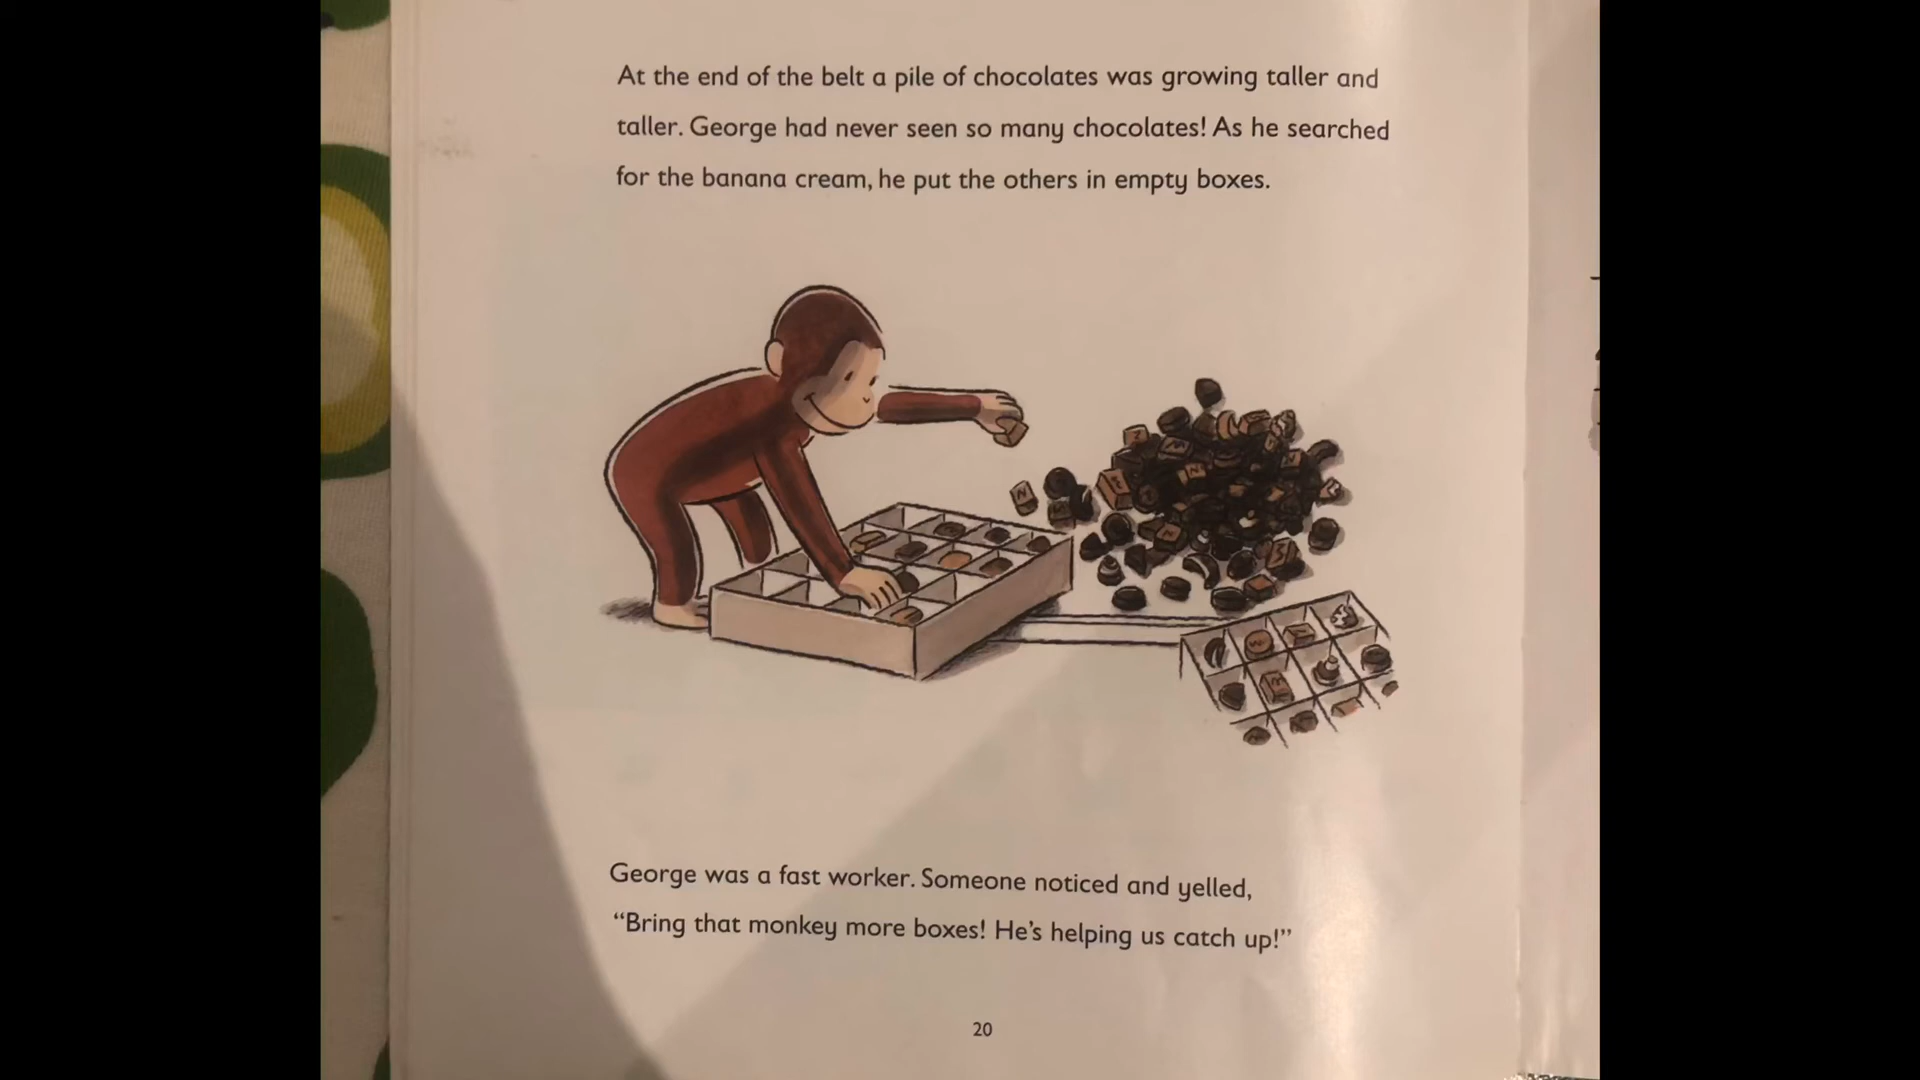 At the end of the belt a pile of chocolates was growing taller and
taller. George had never seen so many chocolates! As he searched
for the banana cream, he put the others in empty boxes.
George was a fast worker. Someone noticed and yelled,
“Bring that monkey more boxes! He’s helping us catch up!”
20